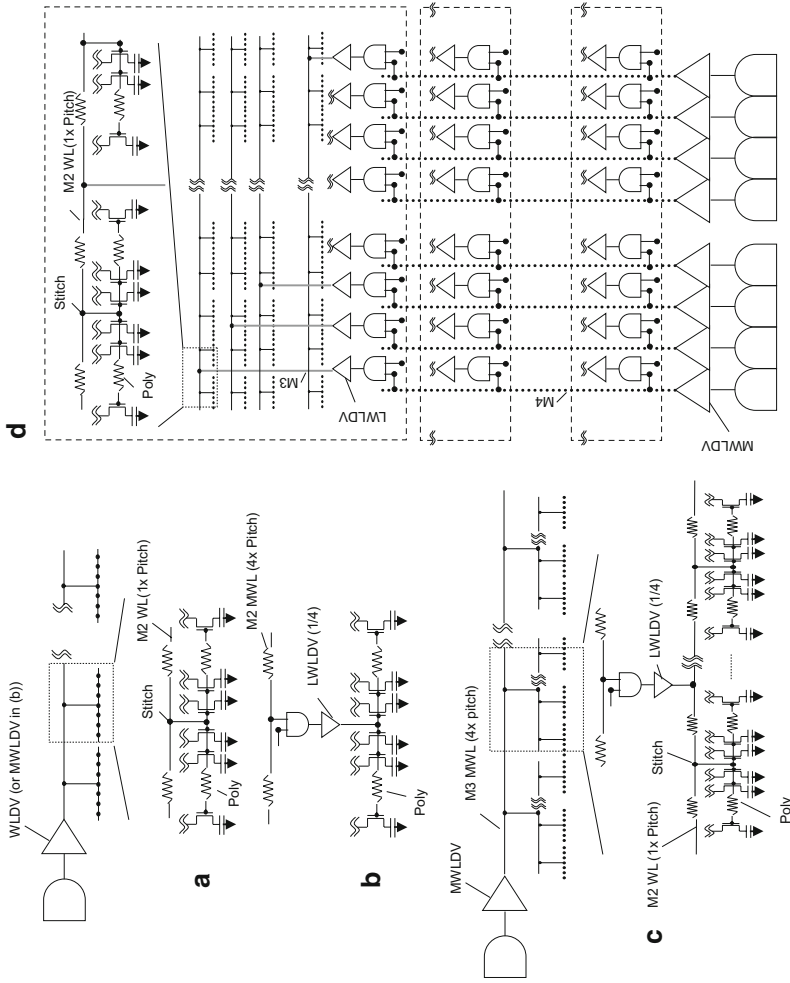 WLDV (or MWLDV in (b))
M2 WL(1x Pitch)
Stitch
Poly
a
M2 MWL (4x Pitch)
LWLDV (1/4)
Poly
b
MWLDV
M3 MWL (4x pitch)
LWLDV (1/4)
M2 WL (1x Pitch)
Stitch
Poly
c
d
M2 WL(1x Pitch)
Stitch
Poly
M3
LWLDV
M4
MWLDV